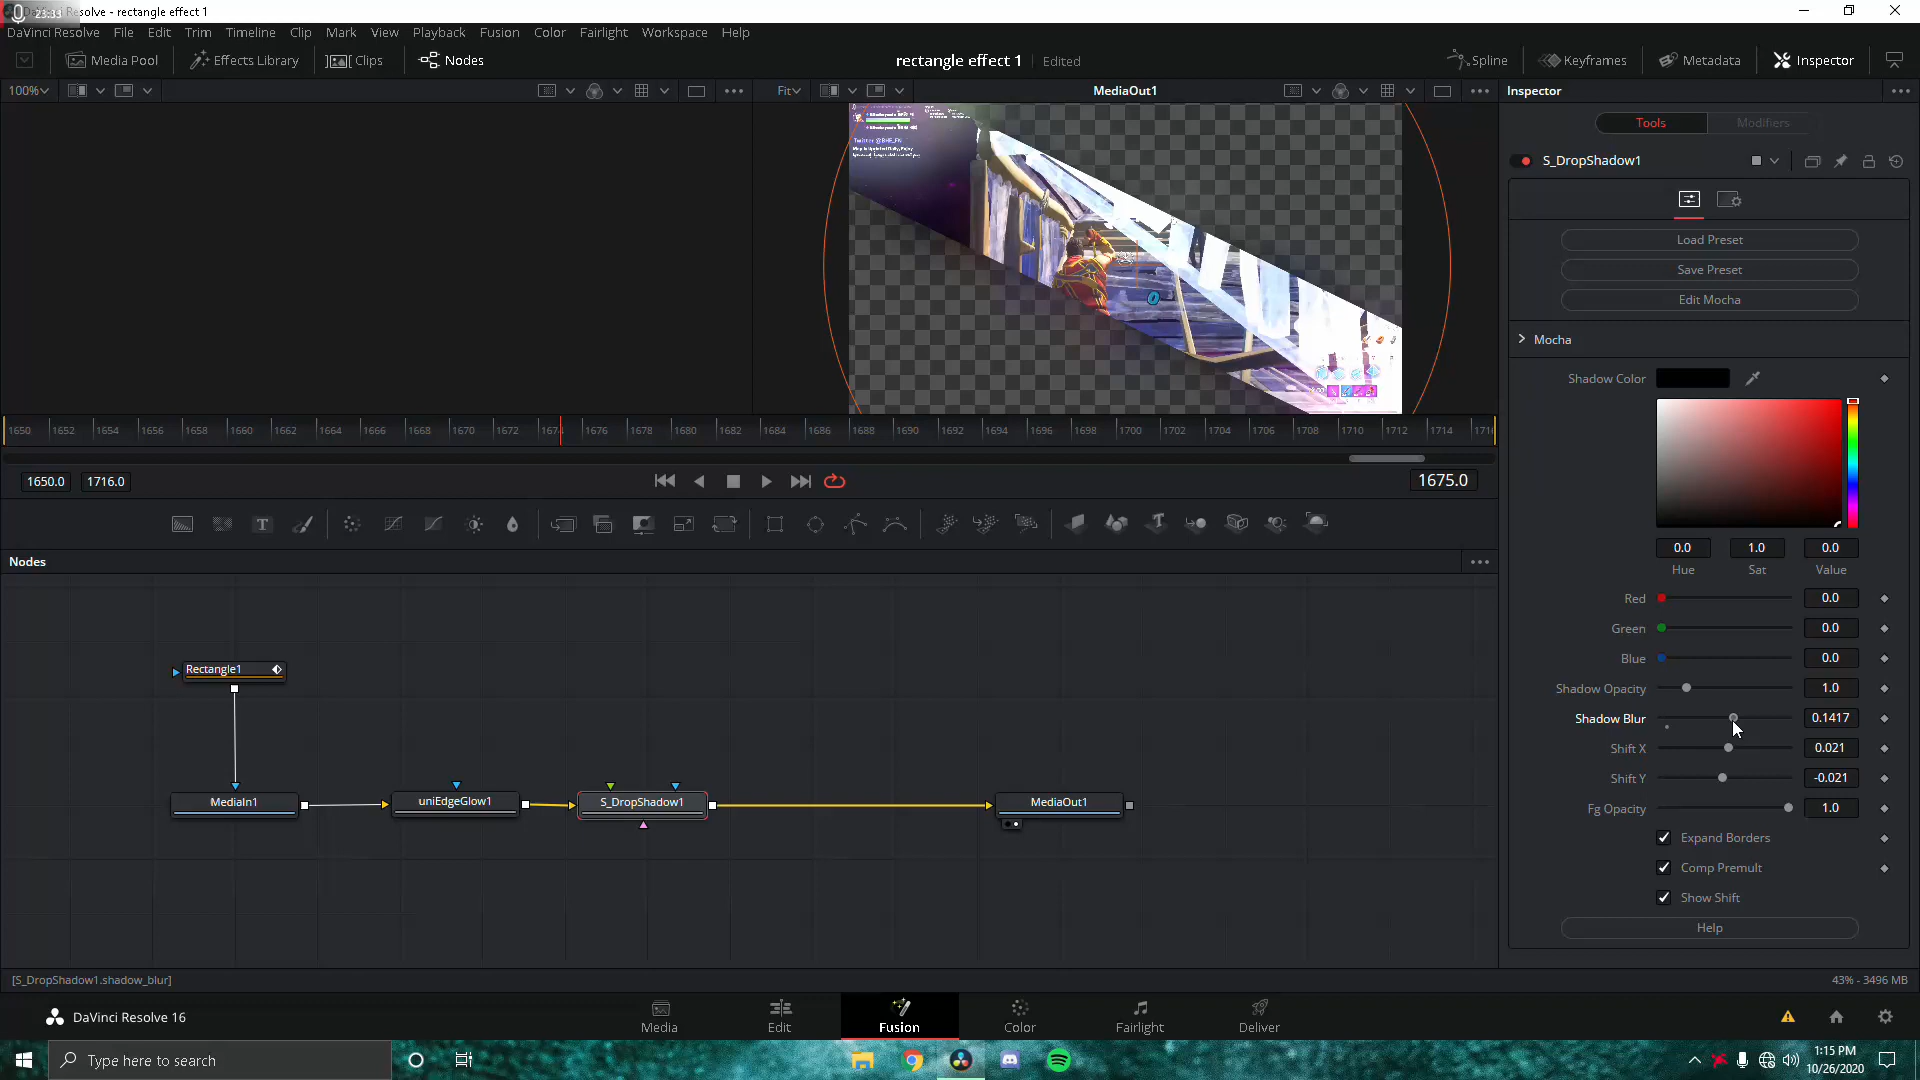 23:33
Resolve - rectangle effect 1
DaVinci Resolve File Edit Trim Timeline Clip Mark View Playback Fusion Color Fairlight Workspace Help
Media Pool Effects Library Clips Nodes rectangle effect 1 Edited Spline Keyframes Metadata Inspector
100% Fit MediaOut1 Inspector
Tools Modifiers
S_DropShadow1
Load Preset
Save Preset
Edit Mocha
Mocha
Shadow Color
1650 1652 1654 1656 1658 1660 1662 1664 1666 1668 1670 1672 167 1676 1678 1680 1682 1684 1686 1688 1690 1692 1694 1696 1698 1700 1702 1704 1706 1708 1710 1712 1714 171
1650.0 1716.0 1675.0
0.0 1.0 0.0
Hue Sat Value
Nodes
Red 0.0
Green 0.0
Blue 0.0
Shadow Opacity 1.0
Shadow Blur 0.1417
Shift X 0.021
Shift Y -0.021
Fg Opacity 1.0
Expand Borders
Comp Premult
Show Shift
Help
Rectangle1
MediaIn1 uniEdgeGlow1 S_DropShadow1 MediaOut1
[S_DropShadow1.shadow_blur] 43% - 3496 MB
DaVinci Resolve 16
Media Edit Fusion Color Fairlight Deliver
Type here to search
1:15 PM
10/26/2020